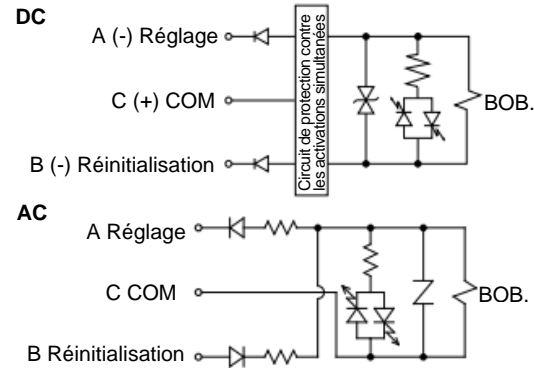 DC
A (-) Réglage
C (+) COM
B (-) Réinitialisation
Circuit de protection contre
les activations simultanées
BOB.
AC
A Réglage
C COM
B Réinitialisation
BOB.